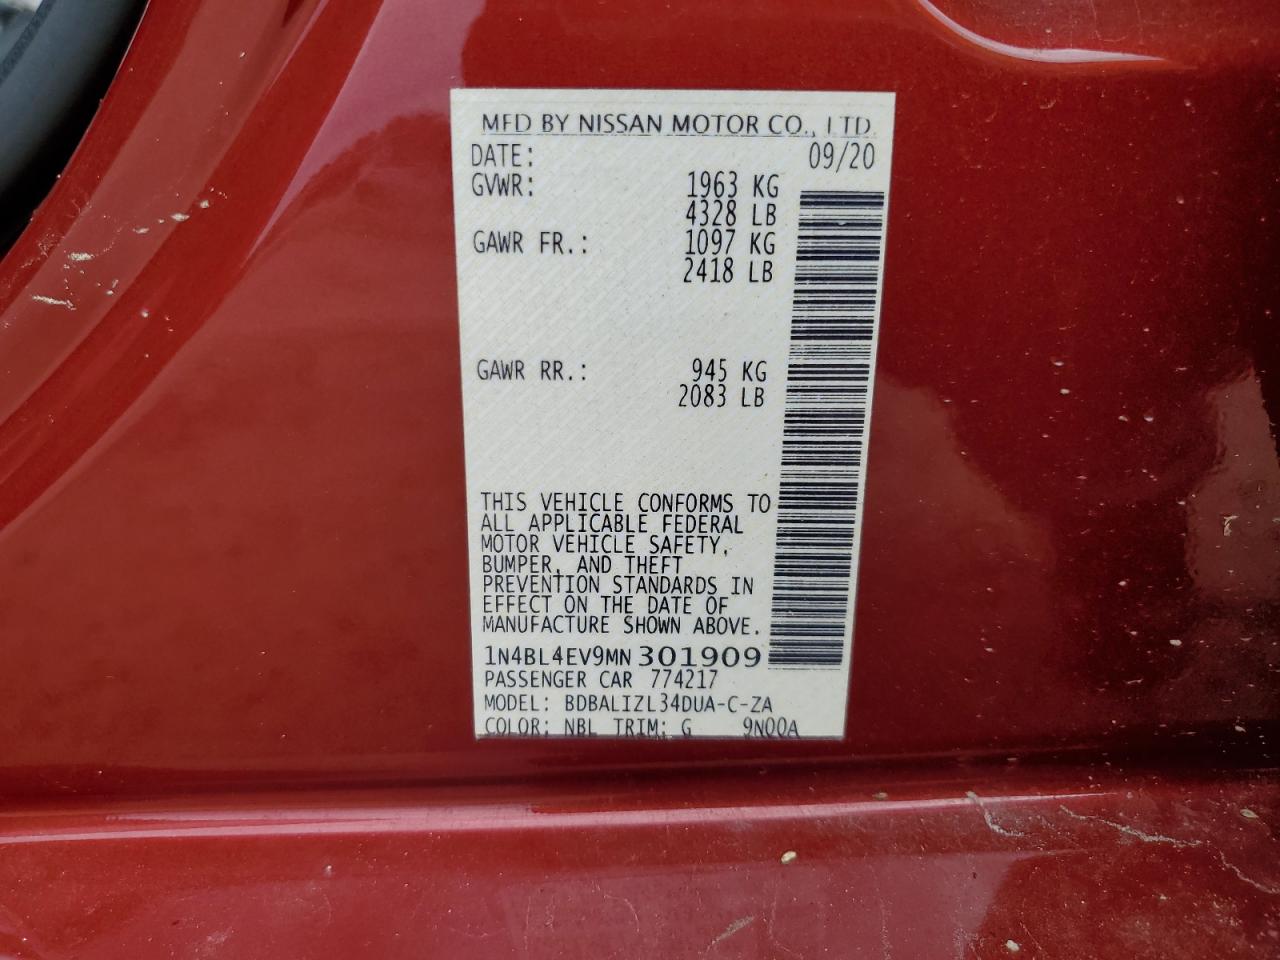 MFD BY NISSAN MOTOR CO., LTD.
DATE: 09/20
GVWR: 1963 KG
4328 LB
GAWR FR.: 1097 KG
2418 LB
GAWR RR.: 945 KG
2083 LB
THIS VEHICLE CONFORMS TO
ALL APPLICABLE FEDERAL
MOTOR VEHICLE SAFETY,
BUMPER, AND THEFT
PREVENTION STANDARDS IN
EFFECT ON THE DATE OF
MANUFACTURE SHOWN ABOVE.
1N4BL4EV9MN301909
PASSENGER CAR 774217
MODEL: BDBALIZL34DUA-C-ZA
COLOR: NBL TRIM: G 9N00A